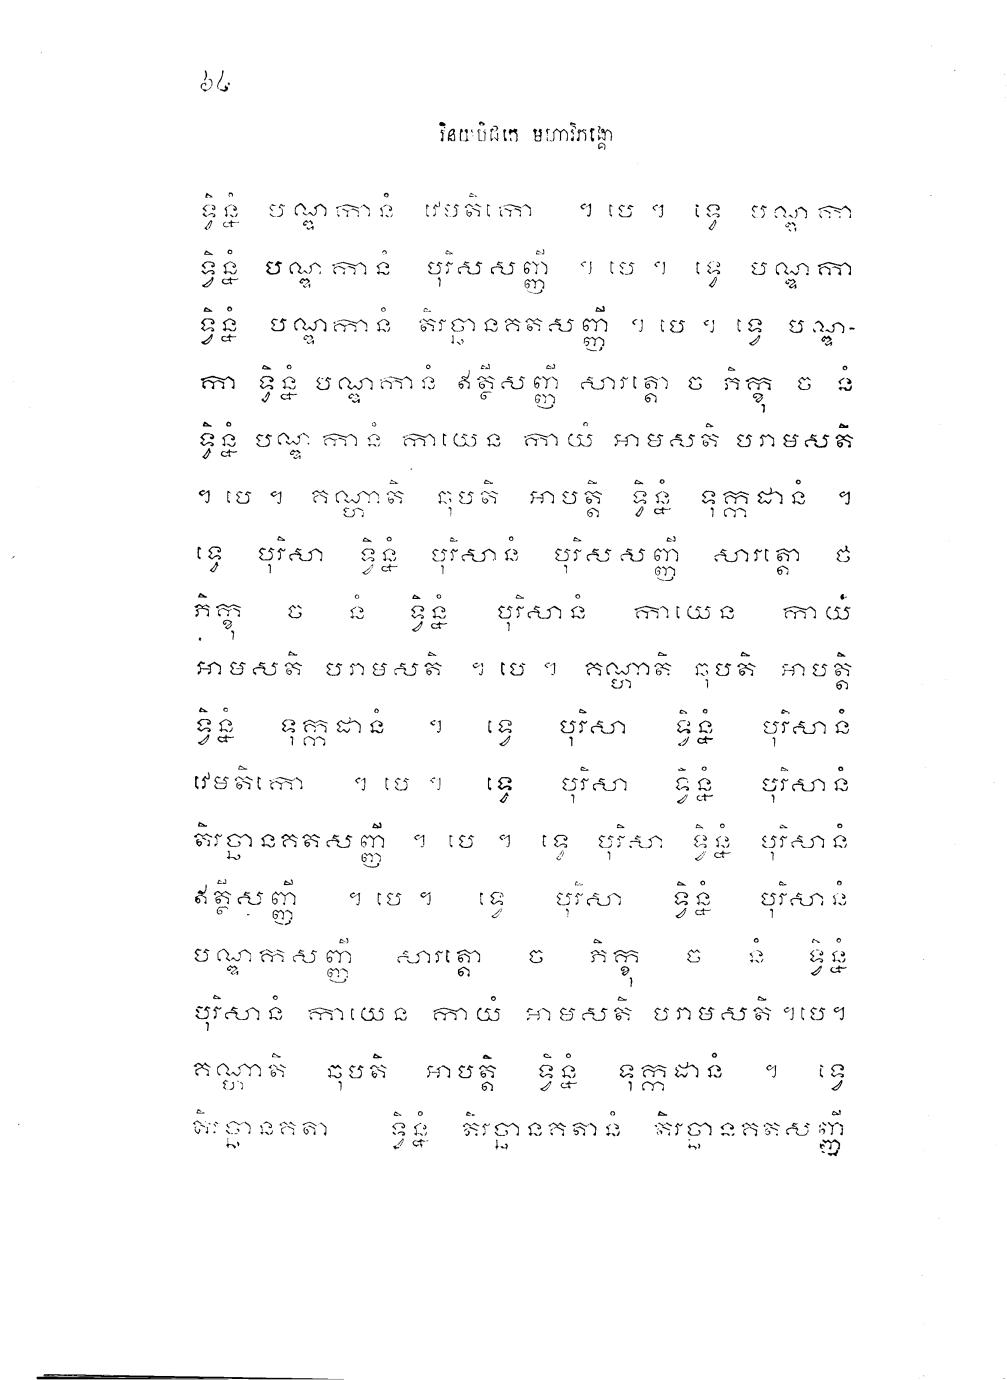 ៦៤
វិនយបិដកេ មហាវិភង្គោ
ទ្វិន្នំ បណ្ឌកានំ វេមតិកោ ។ បេ ។ ទ្វេ បណ្ឌកា
ទ្វិន្នំ បណ្ឌកានំ បុរិសសញ្ញី ។ បេ ។ ទ្វេ បណ្ឌកា
ទ្វិន្នំ បណ្ឌកានំ តិរច្ឆានគតសញ្ញី ។ បេ ។ ទ្វេ បណ្ឌ-
កា ទ្វិន្នំ បណ្ឌកានំ ឥត្ថីសញ្ញី សារត្តោ ច ភិក្ខុ ច នំ
ទ្វិន្នំ បណ្ឌកានំ កាយេន កាយំ អាមសតិ បរាមសតិ
។ បេ ។ គណ្ហាតិ ឆុបតិ អាបត្តិ ទ្វិន្នំ ទុក្កដានំ ។
ទ្វេ បុរិសា ទ្វិន្នំ បុរិសានំ បុរិសសញ្ញី សារត្តោ ច
ភិក្ខុ ច នំ ទ្វិន្នំ បុរិសានំ កាយេន កាយំ
អាមសតិ បរាមសតិ ។ បេ ។ គណ្ហាតិ ឆុបតិ អាបត្តិ
ទ្វិន្នំ ទុក្កដានំ ។ ទ្វេ បុរិសា ទ្វិន្នំ បុរិសានំ
វេមតិកោ ។ បេ ។ ទ្វេ បុរិសា ទ្វិន្នំ បុរិសានំ
តិរច្ឆានគតសញ្ញី ។ បេ ។ ទ្វេ បុរិសា ទ្វិន្នំ បុរិសានំ
ឥត្ថីសញ្ញី ។ បេ ។ ទ្វេ បុរិសា ទ្វិន្នំ បុរិសានំ
បណ្ឌកសញ្ញី សារត្តោ ច ភិក្ខុ ច នំ ទ្វិន្នំ
បុរិសានំ កាយេន កាយំ អាមសតិ បរាមសតិ ។បេ។
គណ្ហាតិ ឆុបតិ អាបត្តិ ទ្វិន្នំ ទុក្កដានំ ។ ទ្វេ
តិរច្ឆានគតា ទ្វិន្នំ តិរច្ឆានគតានំ តិរច្ឆានគតសញ្ញី